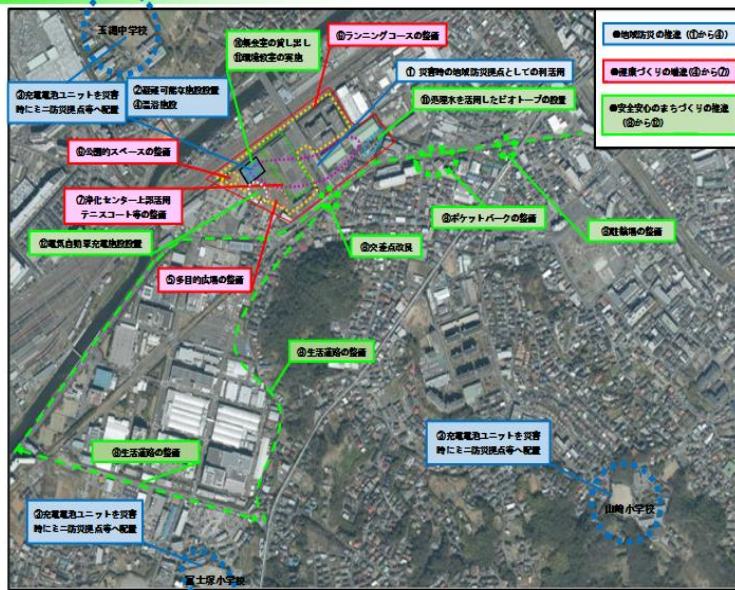 玉縄中学校
⑩集会室の貸し出し
⑪環境教室の実施
⑥ランニングコースの整備
●地域防災の推進(①から④)
●健康づくりの増進(④から⑦)
●安全安心のまちづくりの推進
(⑧から⑫)
③充電電池ユニットを災害
時にミニ防災拠点等へ配置
②避難可能な施設設置
④温浴施設
① 災害時の地域防災拠点としての利活用
⑩処理水を活用したビオトープの設置
⑥公園的スペースの整備
⑦浄化センター上部活用
テニスコート等の整備
⑧ポケットパークの整備
⑧駐輪場の整備
⑫電気自動車充電施設設置
⑧交差点改良
⑤多目的広場の整備
⑧生活道路の整備
⑧生活道路の整備
③充電電池ユニットを災害
時にミニ防災拠点等へ配置
山崎小学校
③充電電池ユニットを災害
時にミニ防災拠点等へ配置
富士塚小学校